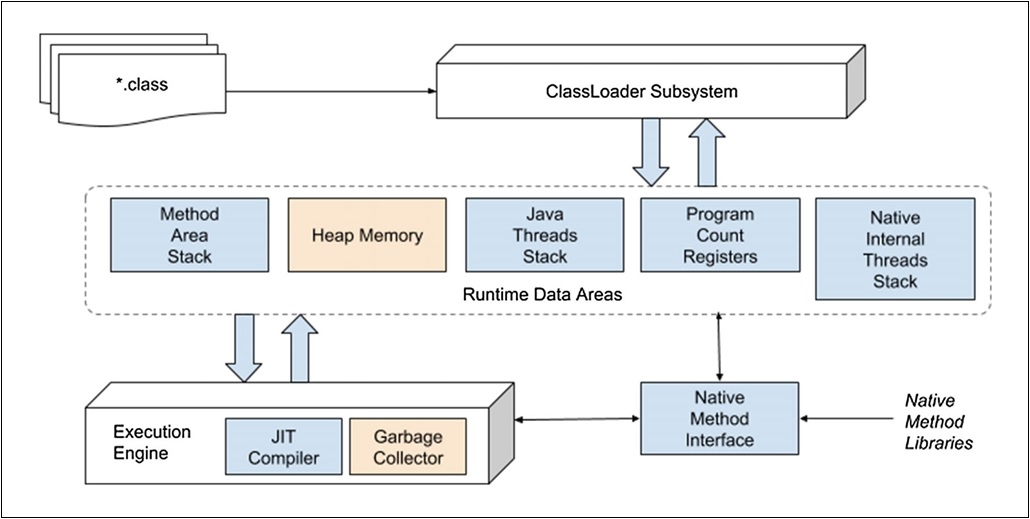 *.class
ClassLoader Subsystem
Method
Area
Stack
Heap Memory
Java
Threads
Stack
Program
Count
Registers
Native
Internal
Threads
Stack
Runtime Data Areas
Execution
Engine
JIT
Compiler
Garbage
Collector
Native
Method
Interface
Native
Method
Libraries